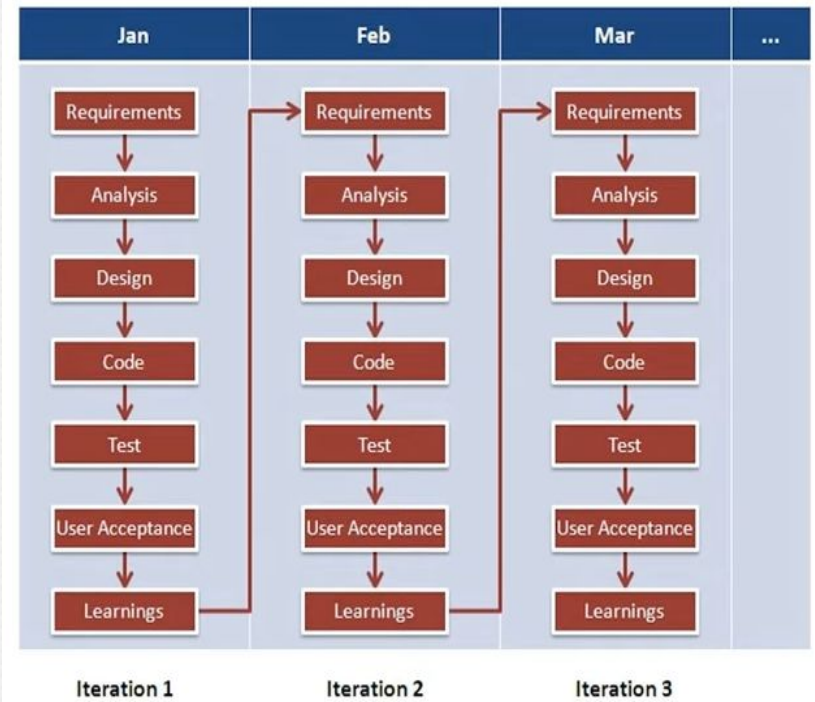 Jan
Feb
Mar
...
Requirements
Analysis
Design
Code
Test
User Acceptance
Learnings
Requirements
Analysis
Design
Code
Test
User Acceptance
Learnings
Requirements
Analysis
Design
Code
Test
User Acceptance
Learnings
Iteration 1
Iteration 2
Iteration 3